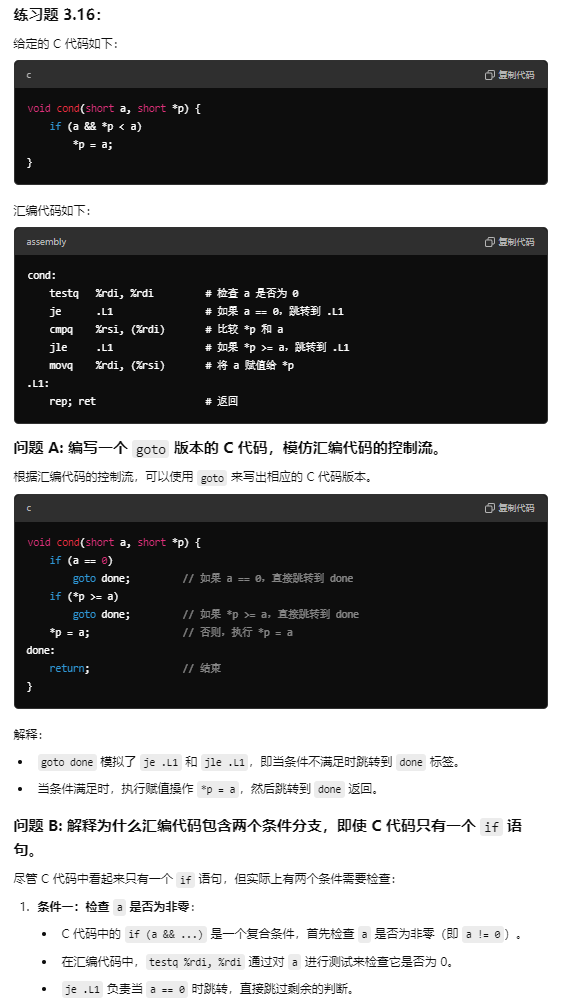 练习题 3.16：
给定的 C 代码如下：
c
复制代码
void cond(short a, short *p) {
    if (a && *p < a)
        *p = a;
}
汇编代码如下：
assembly
复制代码
cond:
    testq   %rdi, %rdi        # 检查 a 是否为 0
    je      .L1               # 如果 a == 0，跳转到 .L1
    cmpq    %rsi, (%rdi)      # 比较 *p 和 a
    jle     .L1               # 如果 *p >= a，跳转到 .L1
    movq    %rdi, (%rsi)      # 将 a 赋值给 *p
.L1:
    rep; ret                  # 返回
问题 A: 编写一个 goto 版本的 C 代码，模仿汇编代码的控制流。
根据汇编代码的控制流，可以使用 goto 来写出相应的 C 代码版本。
c
复制代码
void cond(short a, short *p) {
    if (a == 0)
        goto done;        // 如果 a == 0，直接跳转到 done
    if (*p >= a)
        goto done;        // 如果 *p >= a，直接跳转到 done
    *p = a;               // 否则，执行 *p = a
done:
    return;               // 结束
}
解释：
• goto done 模拟了 je .L1 和 jle .L1，即当条件不满足时跳转到 done 标签。
• 当条件满足时，执行赋值操作 *p = a，然后跳转到 done 返回。
问题 B: 解释为什么汇编代码包含两个条件分支，即使 C 代码只有一个 if 语
句。
尽管 C 代码中看起来只有一个 if 语句，但实际上有两个条件需要检查：
1. 条件一：检查 a 是否为非零：
• C 代码中的 if (a && ...) 是一个复合条件，首先检查 a 是否为非零（即 a != 0）。
• 在汇编代码中，testq %rdi, %rdi 通过对 a 进行测试来检查它是否为 0。
• je .L1 负责当 a == 0 时跳转，直接跳过剩余的判断。